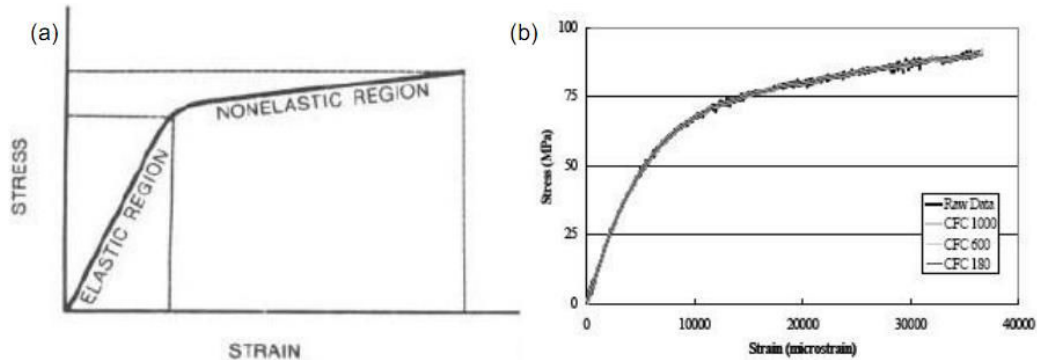 (a)
STRESS
ELASTIC REGION
NONELASTIC REGION
STRAIN
(b)
Stress (MPa)
100
75
50
25
0
0 10000 20000 30000 40000
Strain (microstrain)
Raw Data
CFC 1000
CFC 600
CFC 180